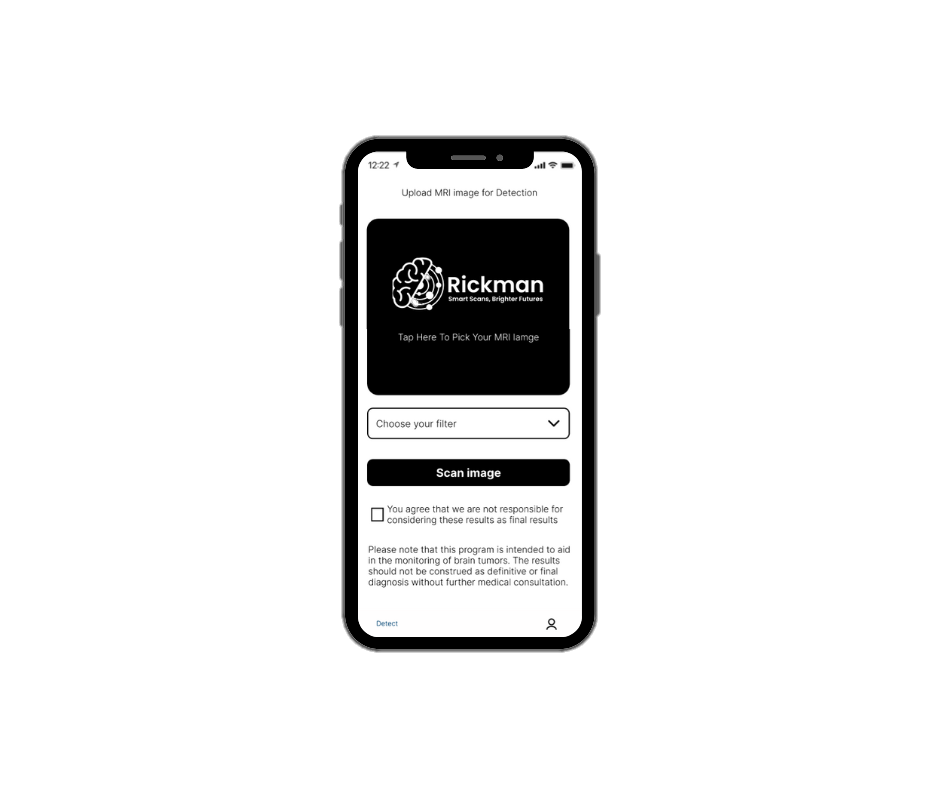 12:22
Upload MRI image for Detection
Rickman
Smart Scans, Brighter Futures
Tap Here To Pick Your MRI Iamge
Choose your filter
Scan image
You agree that we are not responsible for
considering these results as final results
Please note that this program is intended to aid
in the monitoring of brain tumors. The results
should not be construed as definitive or final
diagnosis without further medical consultation.
Detect